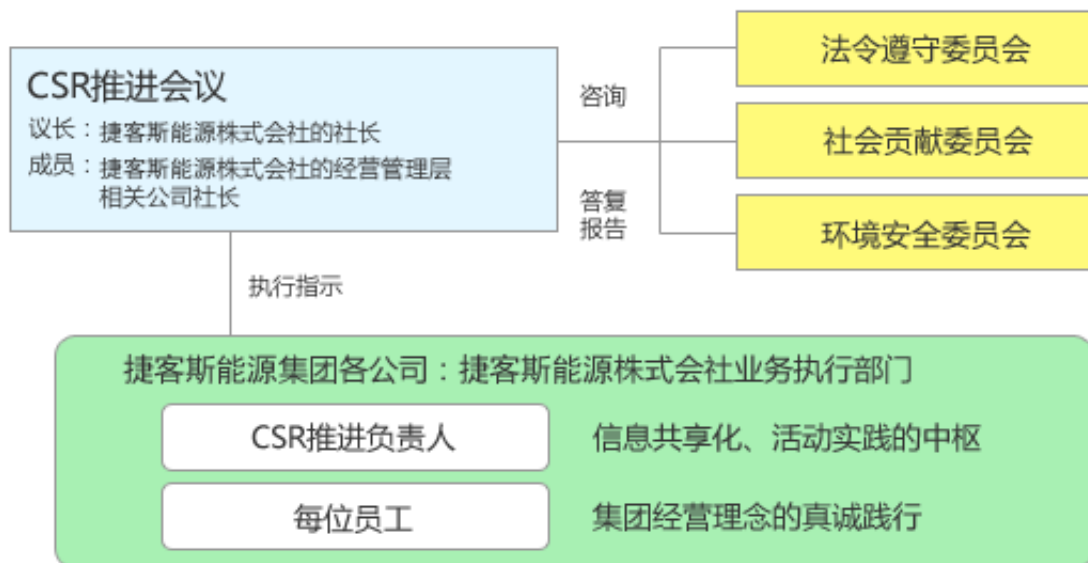 CSR推进会议
议长：捷客斯能源株式会社的社长
成员：捷客斯能源株式会社的经营管理层
相关公司社长
咨询
答复
报告
法令遵守委员会
社会贡献委员会
环境安全委员会
执行指示
捷客斯能源集团各公司：捷客斯能源株式会社业务执行部门
CSR推进负责人
信息共享化、活动实践的中枢
每位员工
集团经营理念的真诚践行